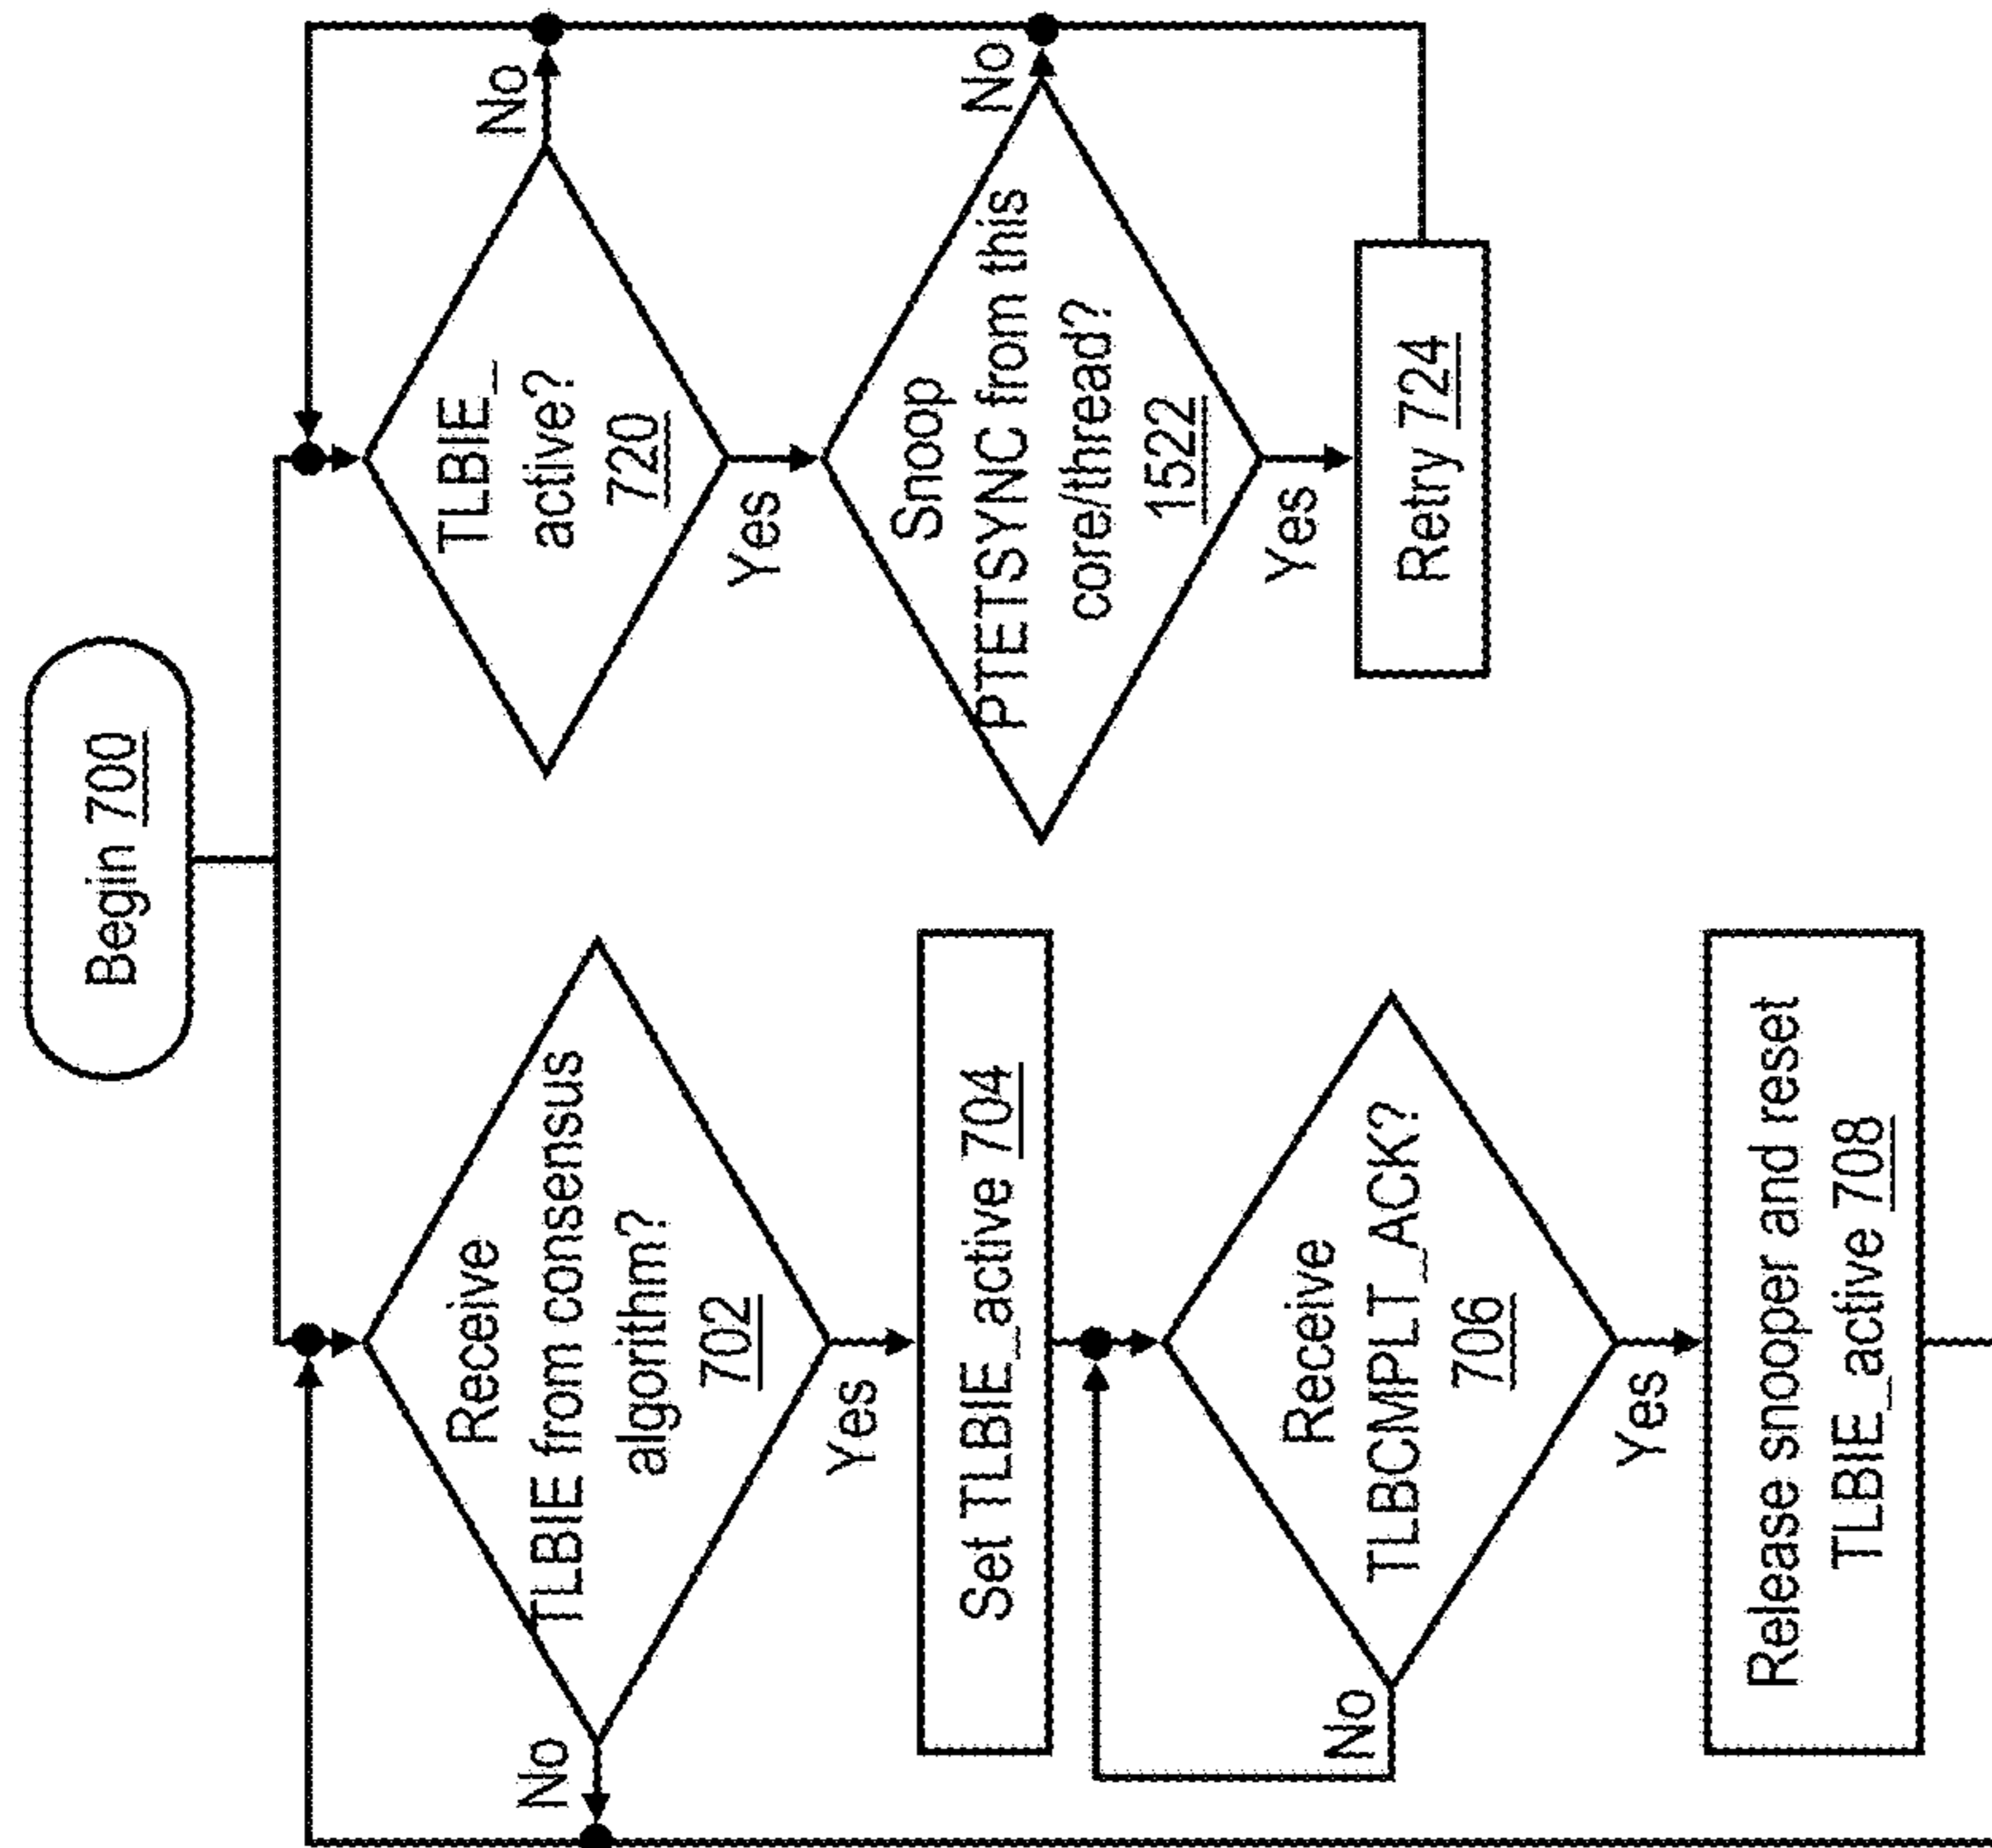 Begin 700
Receive
TLBIE from consensus
algorithm?
702
No
Yes
Set TLBIE_active 704
Receive
TLBCMPLT_ACK?
706
No
Yes
Release snooper and reset
TLBIE_active 708
TLBIE_
active?
720
No
Yes
Snoop
PTETSYNC from this
core/thread?
1522
No
Yes
Retry 724